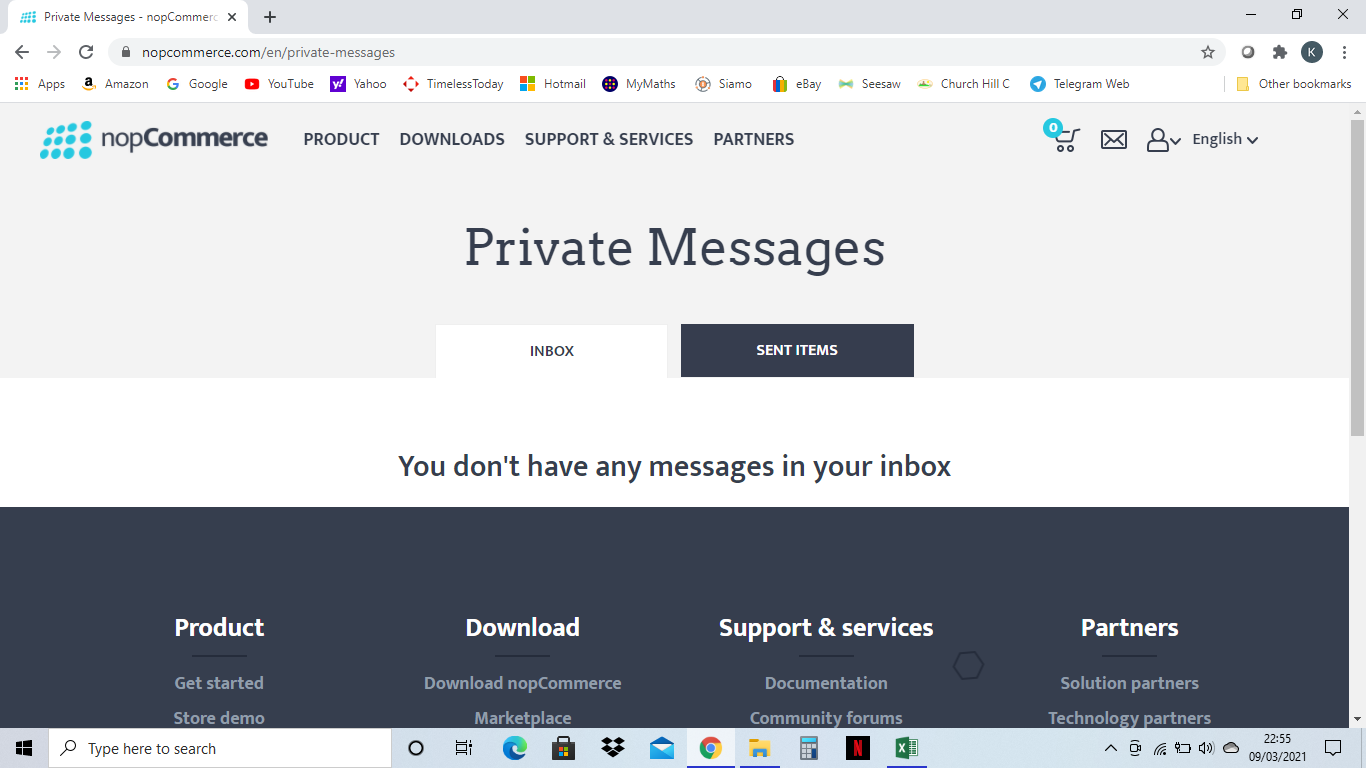 Private Messages - nopCommerc
nopcommerce.com/en/private-messages
K
Apps Amazon Google YouTube Yahoo TimelessToday Hotmail MyMaths Siamo eBay Seesaw Church Hill C Telegram Web Other bookmarks
nopCommerce PRODUCT DOWNLOADS SUPPORT & SERVICES PARTNERS 0 English
Private Messages
INBOX SENT ITEMS
You don't have any messages in your inbox
Product Download Support & services Partners
Get started Download nopCommerce Documentation Solution partners
Store demo Marketplace Community forums Technology partners
Type here to search
22:55
09/03/2021